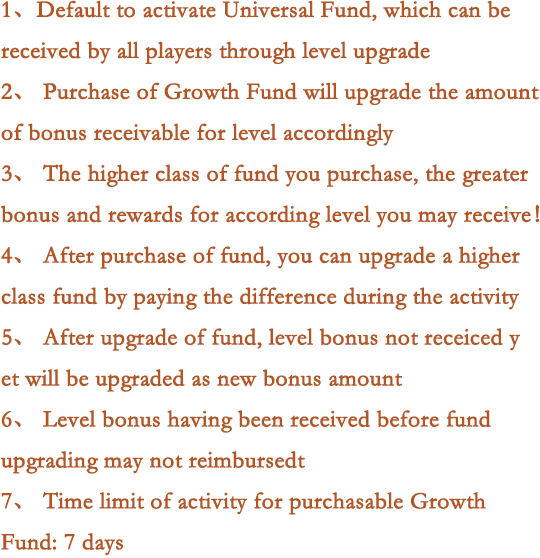 1、Default to activate Universal Fund, which can be
received by all players through level upgrade
2、 Purchase of Growth Fund will upgrade the amount
of bonus receivable for level accordingly
3、 The higher class of fund you purchase, the greater
bonus and rewards for according level you may receive!
4、 After purchase of fund, you can upgrade a higher
class fund by paying the difference during the activity
5、 After upgrade of fund, level bonus not receiced y
et will be upgraded as new bonus amount
6、 Level bonus having been received before fund
upgrading may not reimbursedt
7、 Time limit of activity for purchasable Growth
Fund: 7 days